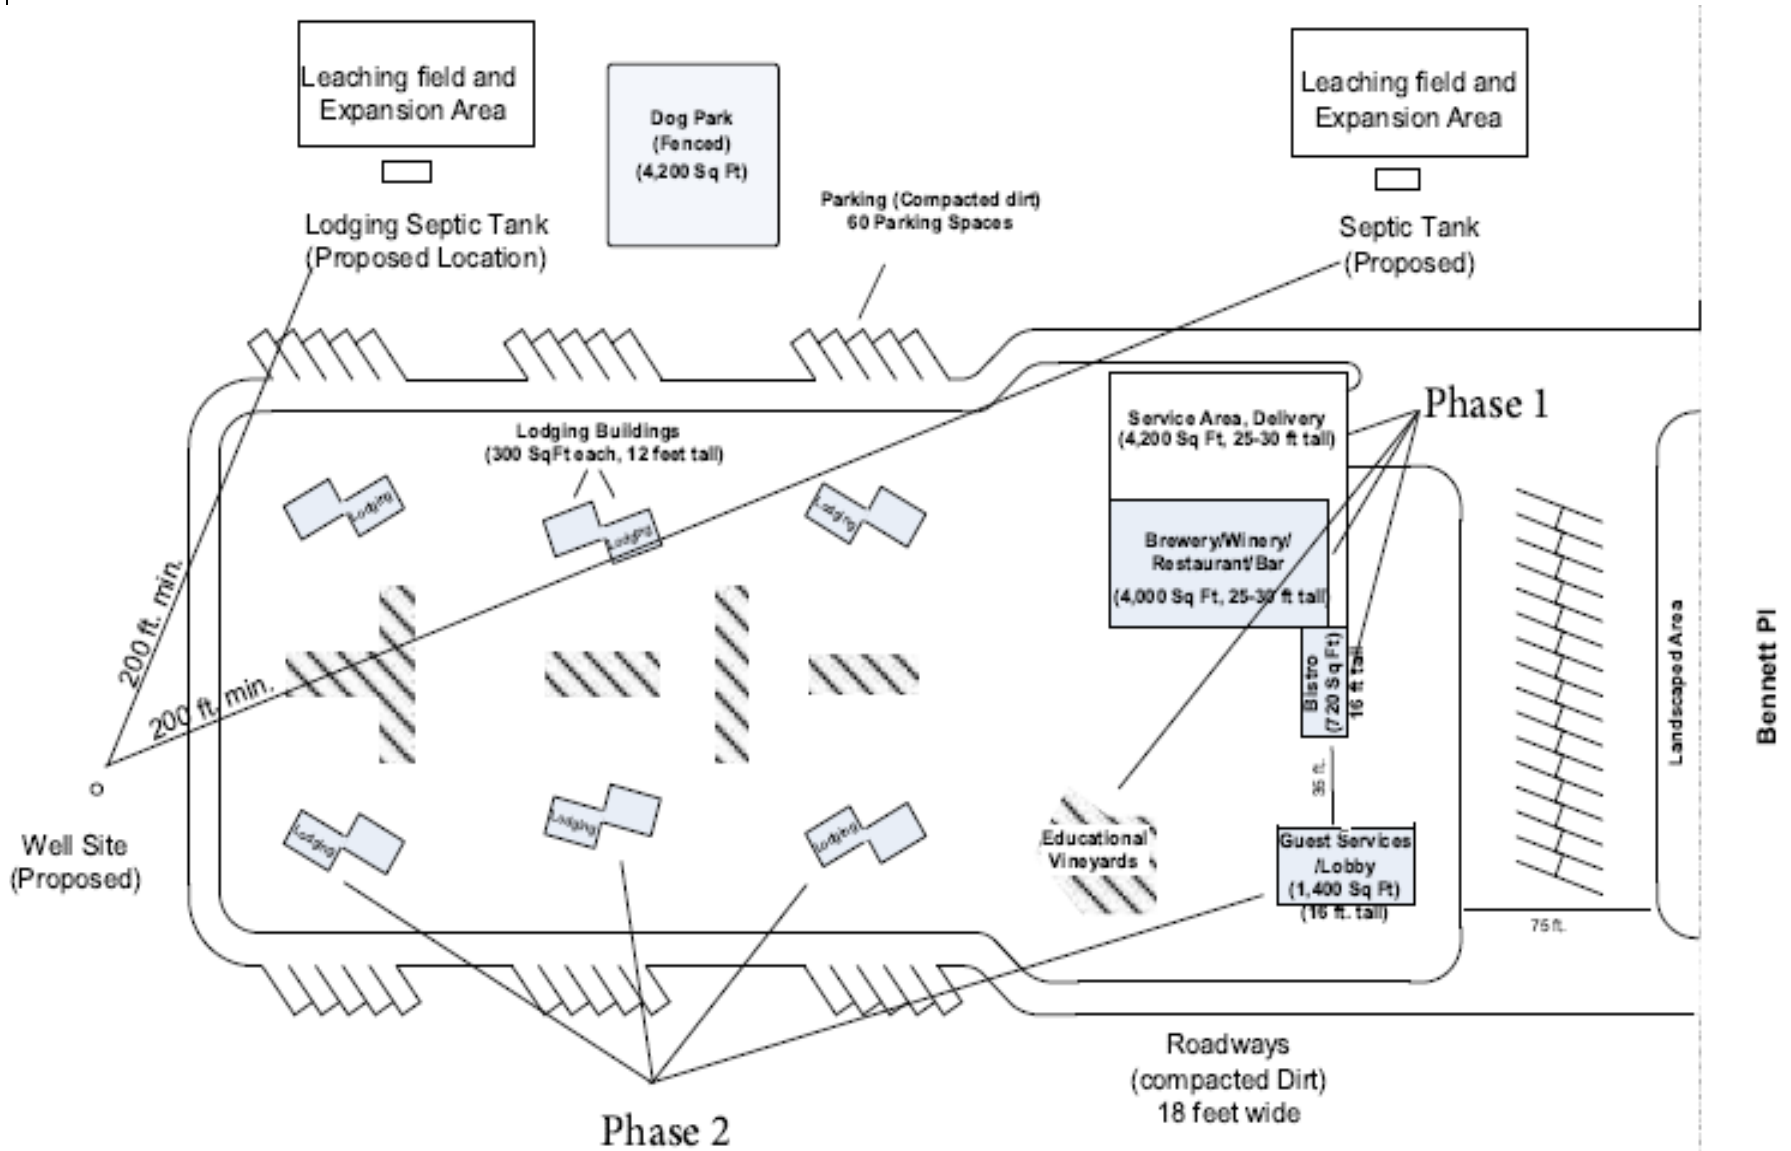 Leaching field and
Expansion Area
Lodging Septic Tank
(Proposed Location)
Dog Park
(Fenced)
(4,200 Sq Ft)
Parking (Compacted dirt)
60 Parking Spaces
Leaching field and
Expansion Area
Septic Tank
(Proposed)
Phase 1
Service Area, Delivery
(4,200 Sq Ft, 25-30 ft tall)
Lodging Buildings
(300 SqFt each, 12 feet tall)
Lodging
Lodging
Lodging
Brewery/Winery/
Restaurant/Bar
(4,000 Sq Ft, 25-30 ft tall)
200 ft. min.
200 ft. min.
Bistro
(720 Sq Ft)
16 ft tall
Landscaped Area
Bennett Pl
35 ft.
Well Site
(Proposed)
Lodging
Lodging
Lodging
Educational
Vineyards
Guest Services
/Lobby
(1,400 Sq Ft)
(16 ft. tall)
75 ft.
Roadways
(compacted Dirt)
18 feet wide
Phase 2